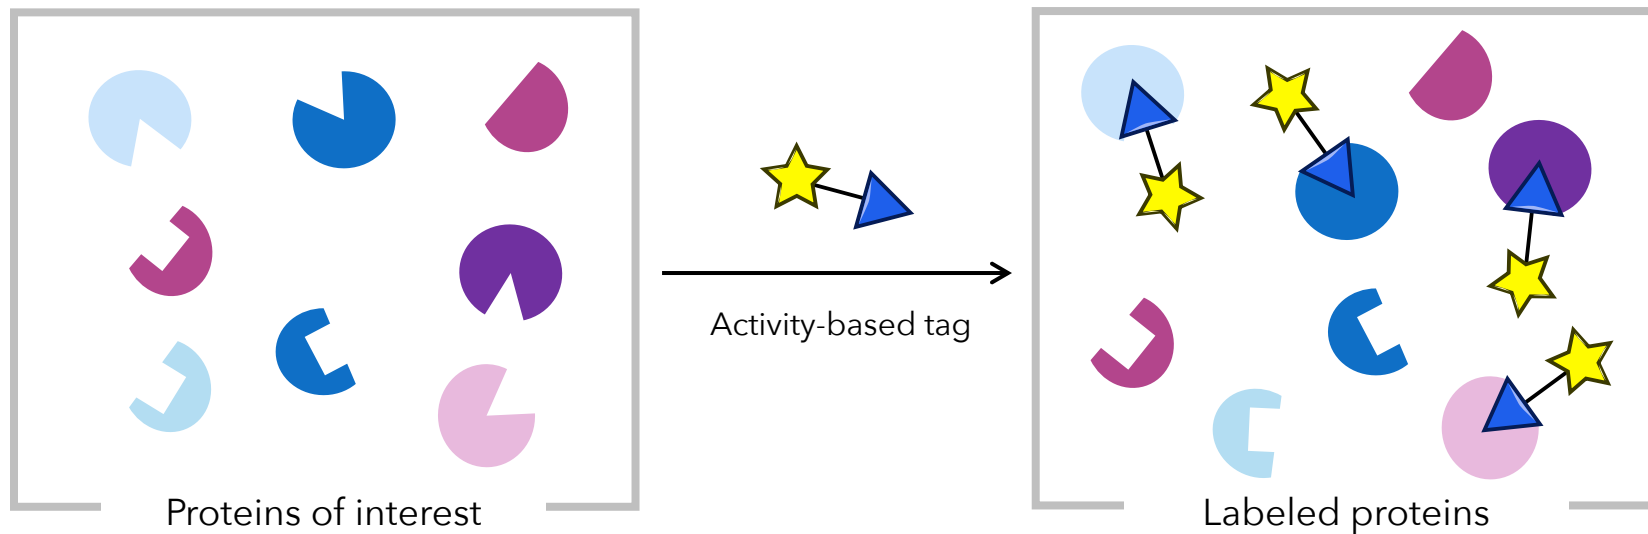 Activity-based tag
Proteins of interest
Labeled proteins